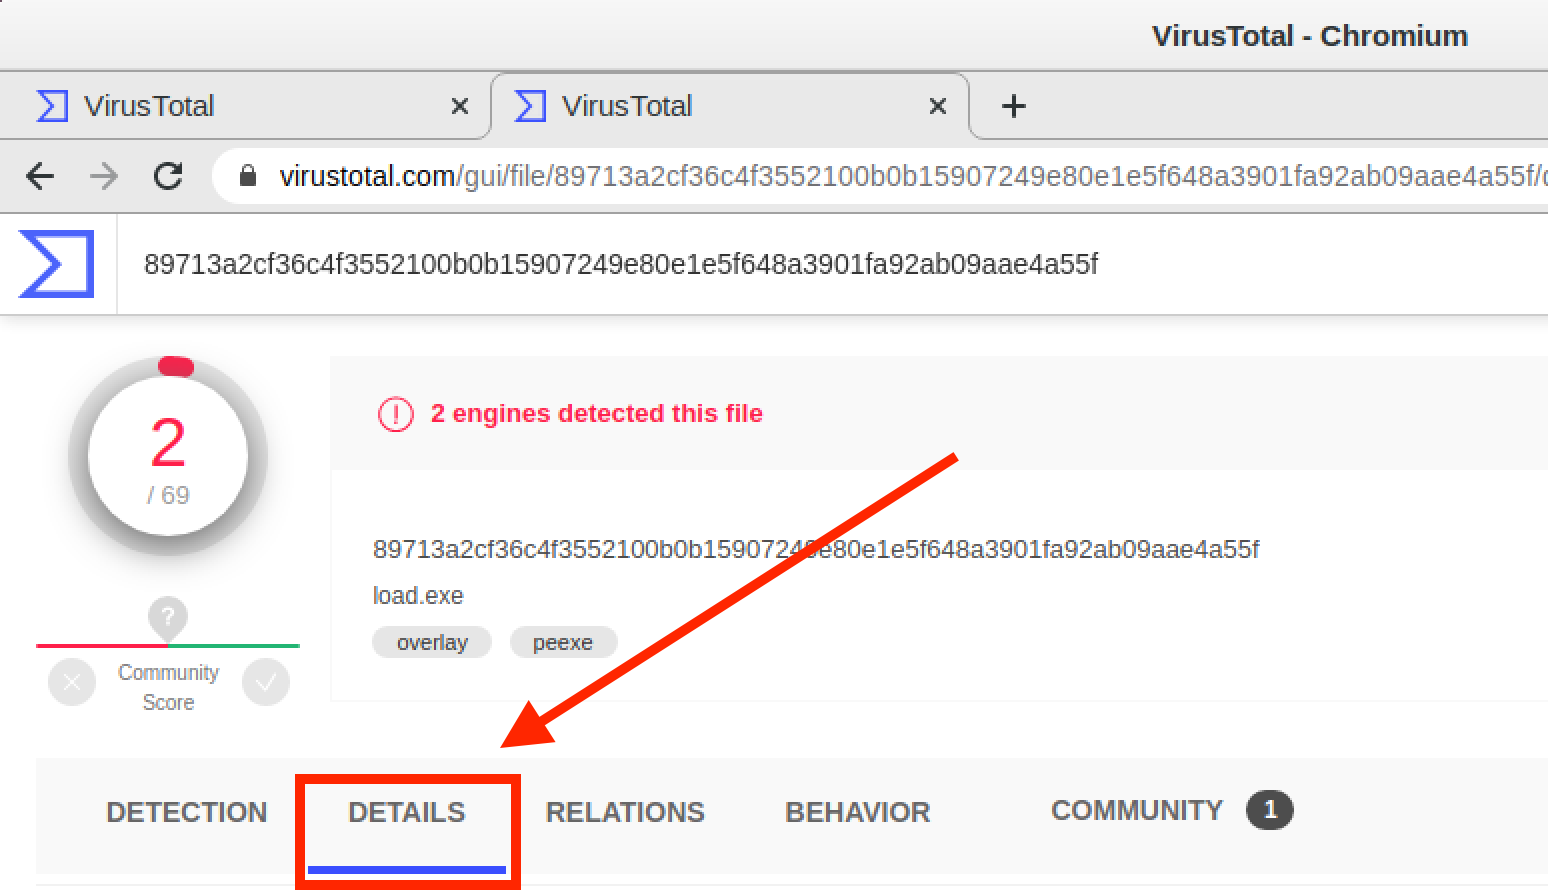 VirusTotal - Chromium
VirusTotal VirusTotal
virustotal.com/gui/file/89713a2cf36c4f3552100b0b15907249e80e1e5f648a3901fa92ab09aae4a55f/d
89713a2cf36c4f3552100b0b15907249e80e1e5f648a3901fa92ab09aae4a55f
2 engines detected this file
2
/ 69
89713a2cf36c4f3552100b0b15907249e80e1e5f648a3901fa92ab09aae4a55f
load.exe
overlay peexe
?
Community
Score
DETECTION DETAILS RELATIONS BEHAVIOR COMMUNITY 1